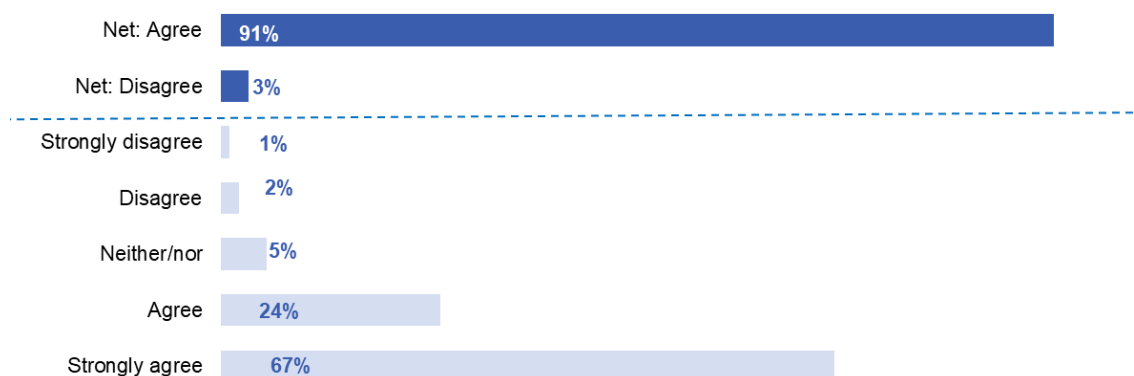 Net: Agree 91%
Net: Disagree 3%
Strongly disagree 1%
Disagree 2%
Neither/nor 5%
Agree 24%
Strongly agree 67%